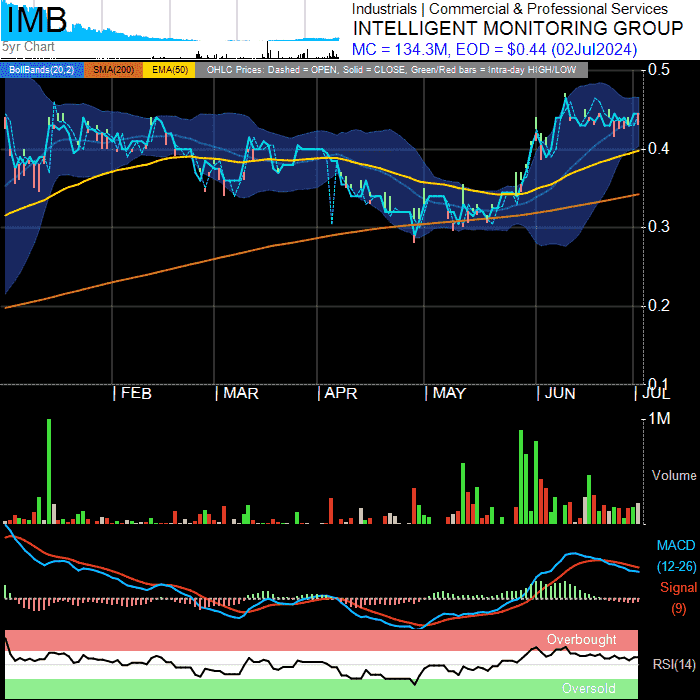 IMB
5yr Chart
Industrials | Commercial & Professional Services
INTELLIGENT MONITORING GROUP
MC = 134.3M, EOD = $0.44 (02Jul2024)
BollBands(20,2) SMA(200) EMA(50) OHLC Prices: Dashed = OPEN, Solid = CLOSE, Green/Red bars = Intra-day HIGH/LOW
0.5
0.4
0.3
0.2
0.1
| FEB | MAR | APR | MAY | JUN | JUL
1M
Volume
MACD
(12-26)
Signal
(9)
Overbought
RSI(14)
Oversold